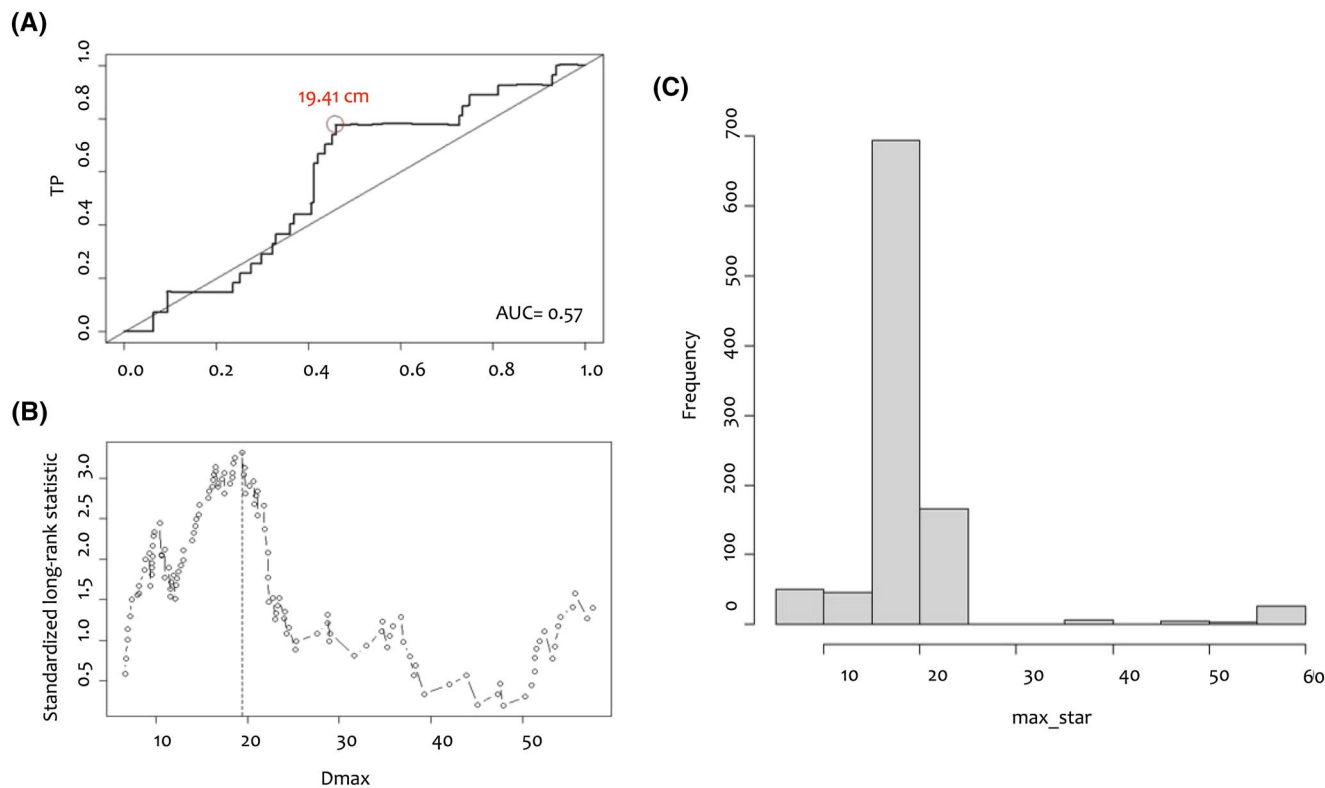 (A)
TP
1.0
0.8
0.6
0.4
0.2
0.0
19.41 cm
AUC= 0.57
0.0 0.2 0.4 0.6 0.8 1.0
(B)
Standardized long-rank statistic
3.0
2.5
2.0
1.5
1.0
0.5
10 20 30 40 50
Dmax
(C)
Frequency
700
600
500
400
300
200
100
0
10 20 30 40 50 60
max_star